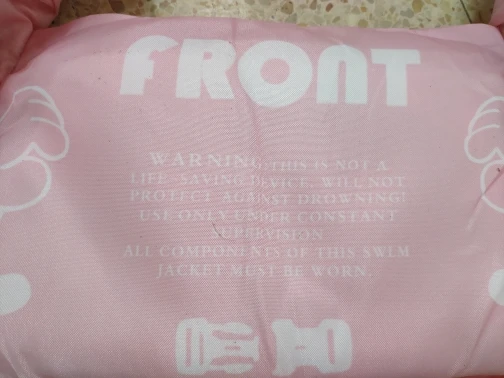 FRONT
WARNING, THIS IS NOT A
LIFE-SAVING DEVICE. WILL NOT
PROTECT AGAINST DROWNING!
USE ONLY UNDER CONSTANT
SUPERVISION
ALL COMPONENTS OF THIS SWLM
JACKET MUST BE WORN.